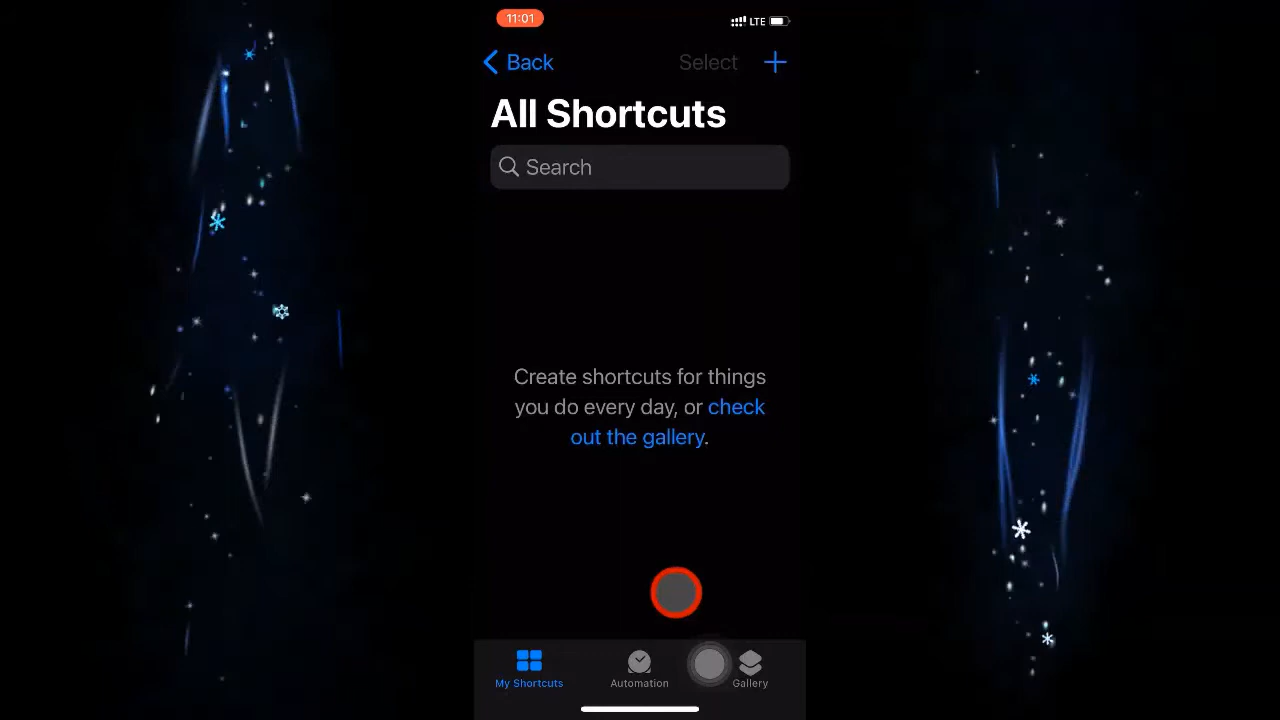 11:01
LTE
Back
Select
All Shortcuts
Search
Create shortcuts for things
you do every day, or check
out the gallery.
My Shortcuts
Automation
Gallery